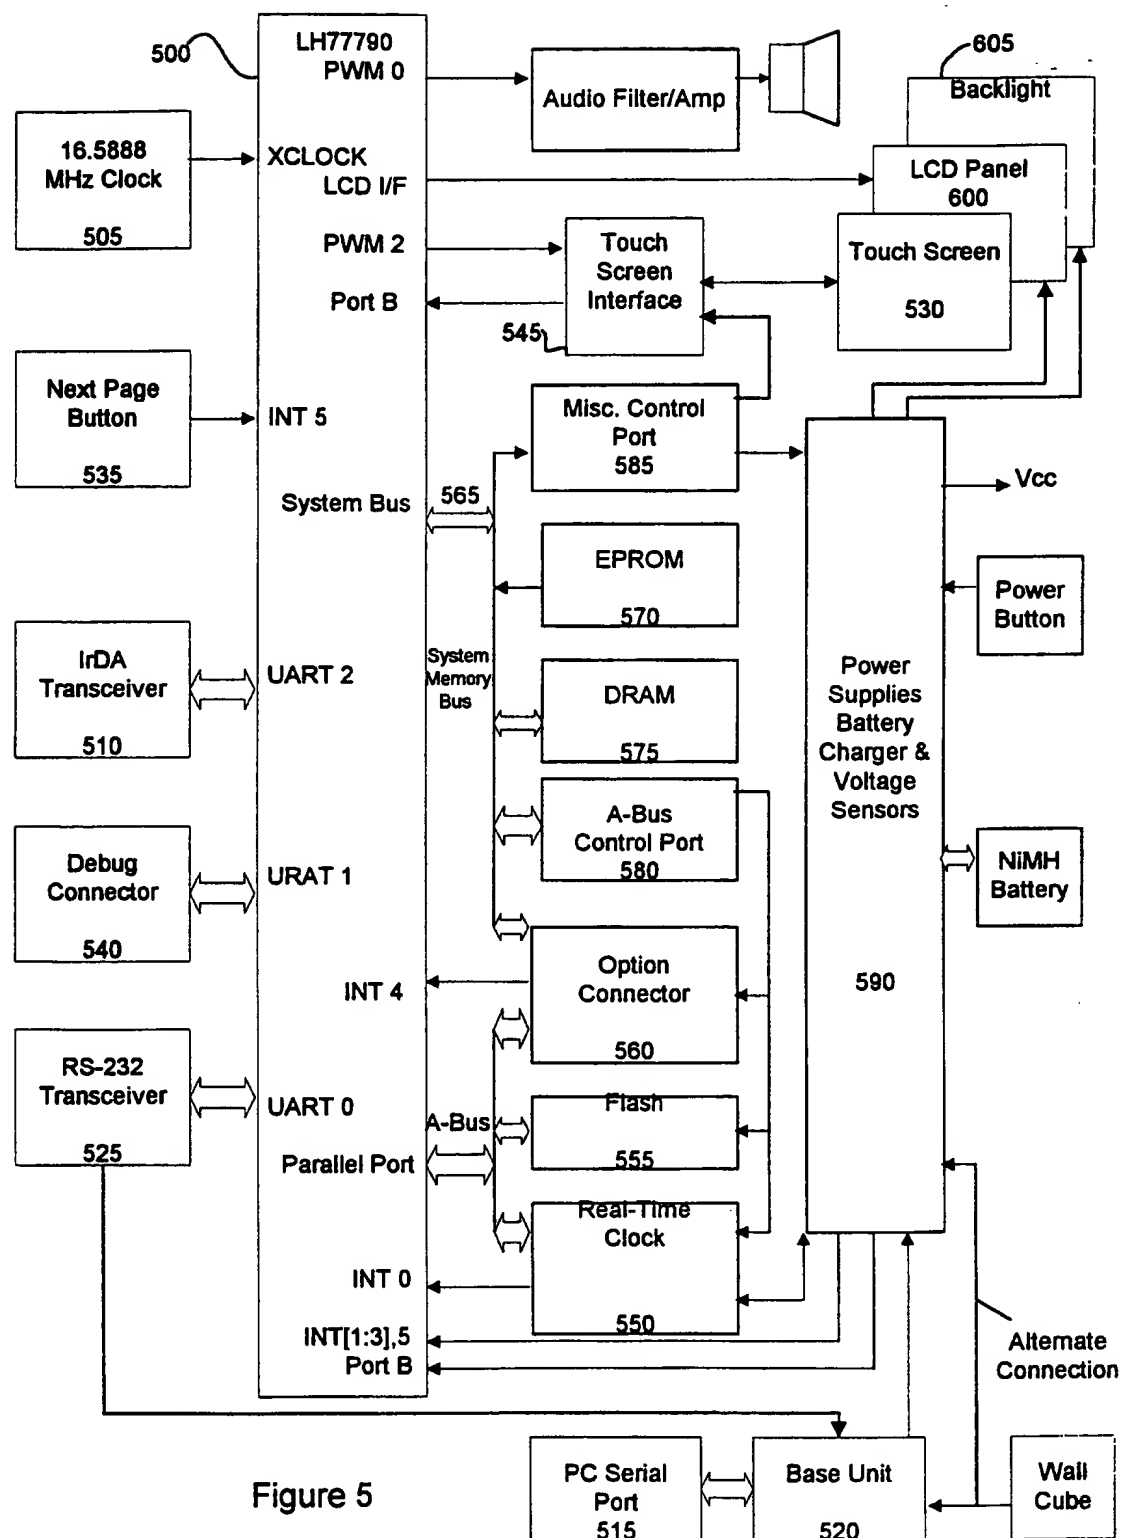 500
LH77790
PWM 0
Audio Filter/Amp
605
Backlight
16.5888
MHz Clock
505
XCLOCK
LCD I/F
LCD Panel
600
PWM 2
Touch
Screen
Interface
545
Touch Screen
530
Port B
Next Page
Button
535
INT 5
Misc. Control
Port
585
Vcc
System Bus
565
EPROM
570
Power
Button
IrDA
Transceiver
510
UART 2
System
Memory
Bus
DRAM
575
Power
Supplies
Battery
Charger &
Voltage
Sensors
590
A-Bus
Control Port
580
NiMH
Battery
Debug
Connector
540
URAT 1
INT 4
Option
Connector
560
RS-232
Transceiver
525
UART 0
A-Bus
Flash
555
Parallel Port
Real-Time
Clock
550
INT 0
INT[1:3],5
Port B
Alternate
Connection
Figure 5
PC Serial
Port
515
Base Unit
520
Wall
Cube